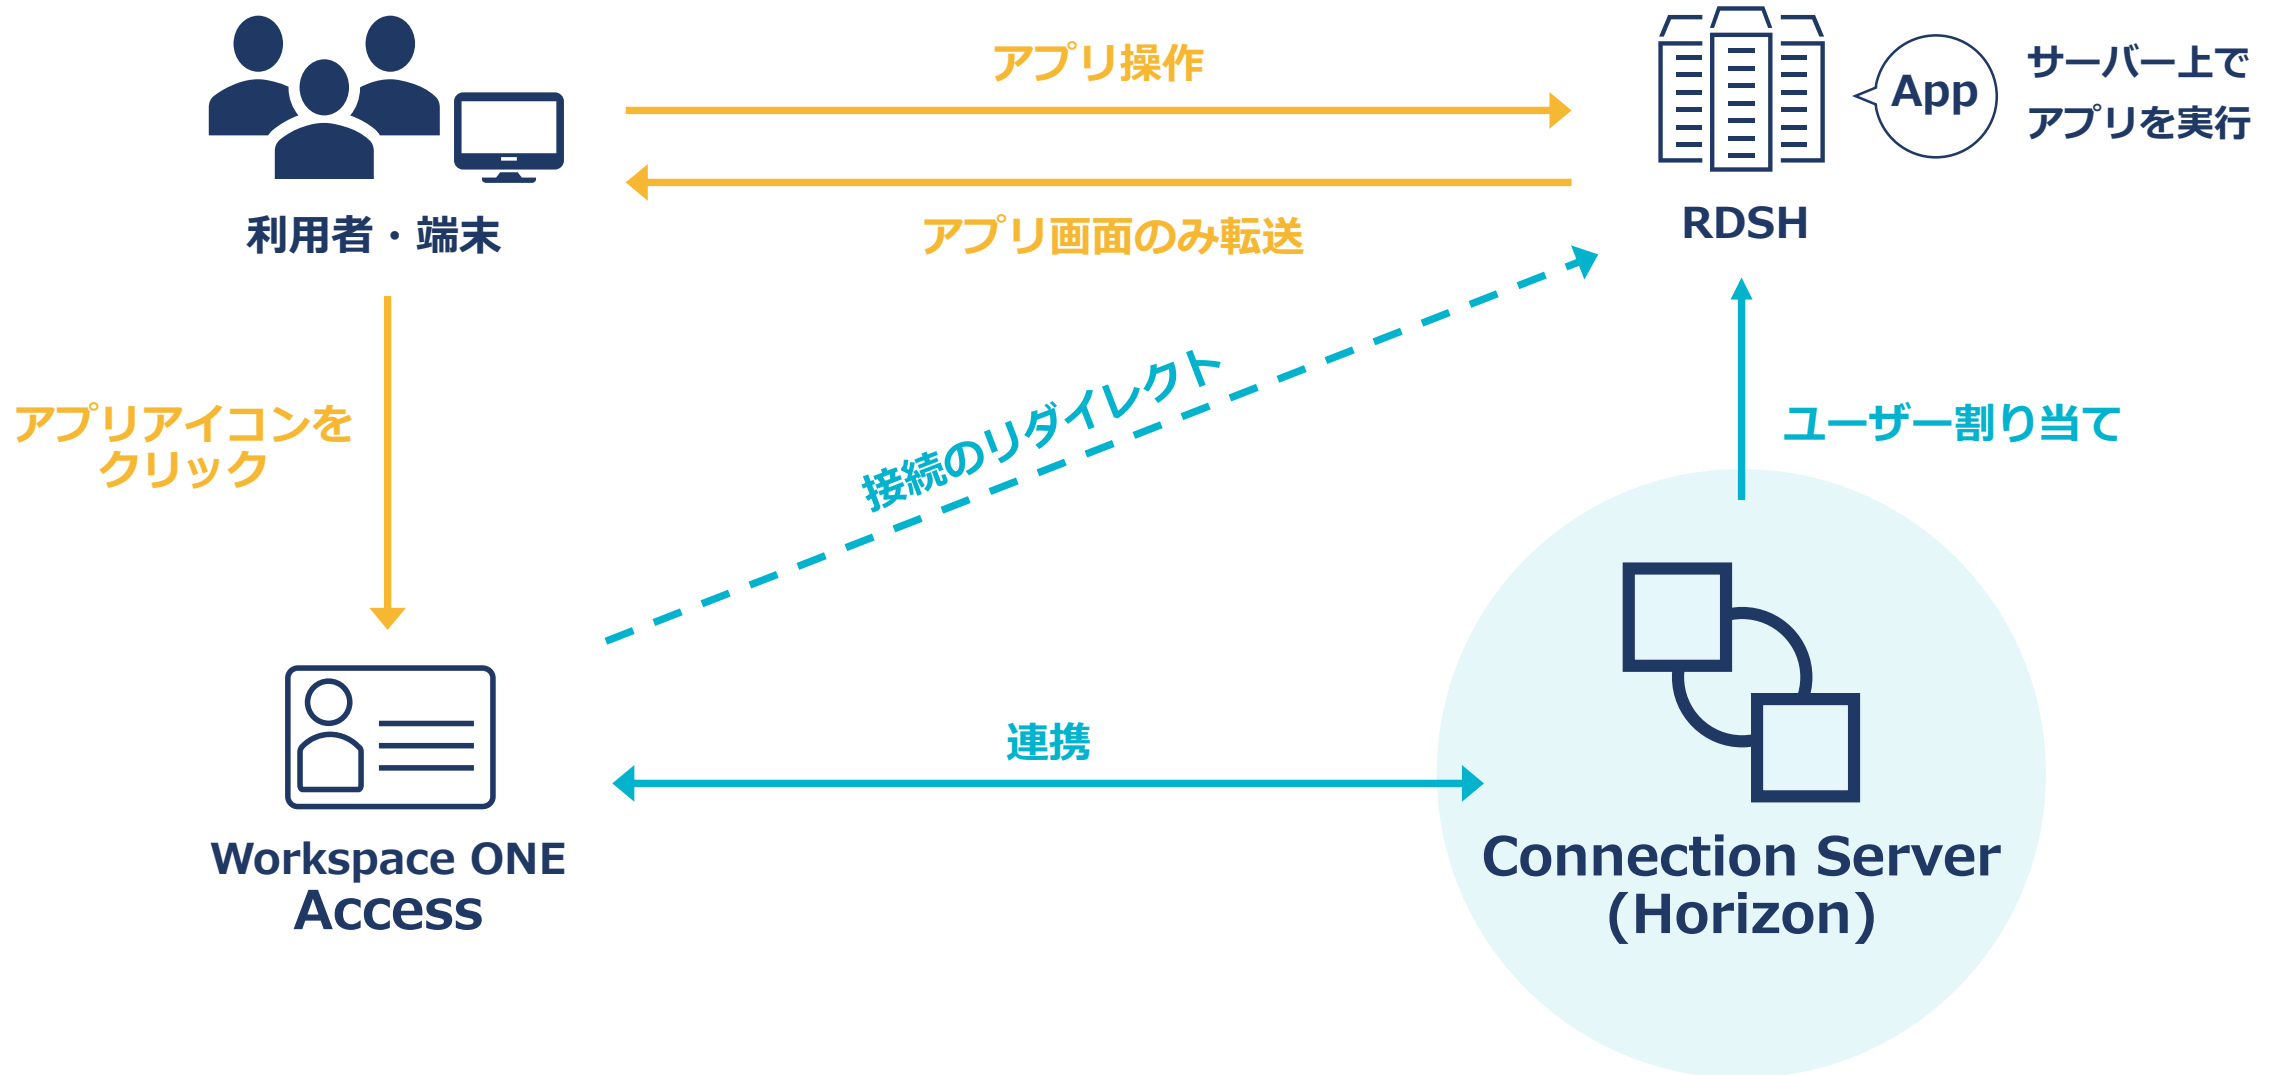 アプリ操作
App
サーバー上で
アプリを実行
利用者・端末
アプリ画面のみ転送
RDSH
アプリアイコンを
クリック
接続のリダイレクト
ユーザー割り当て
連携
Workspace ONE
Access
Connection Server
(Horizon)